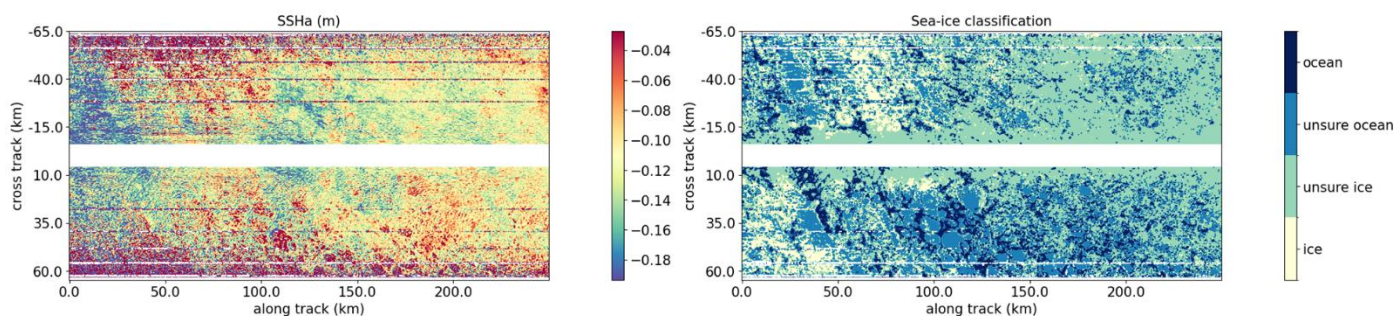 SSHa (m)
-65.0
-40.0
-15.0
10.0
35.0
60.0
cross track (km)
0.0 50.0 100.0 150.0 200.0
along track (km)
−0.04
−0.06
−0.08
−0.10
−0.12
−0.14
−0.16
−0.18
Sea-ice classification
-65.0
-40.0
-15.0
10.0
35.0
60.0
cross track (km)
0.0 50.0 100.0 150.0 200.0
along track (km)
ocean
unsure ocean
unsure ice
ice